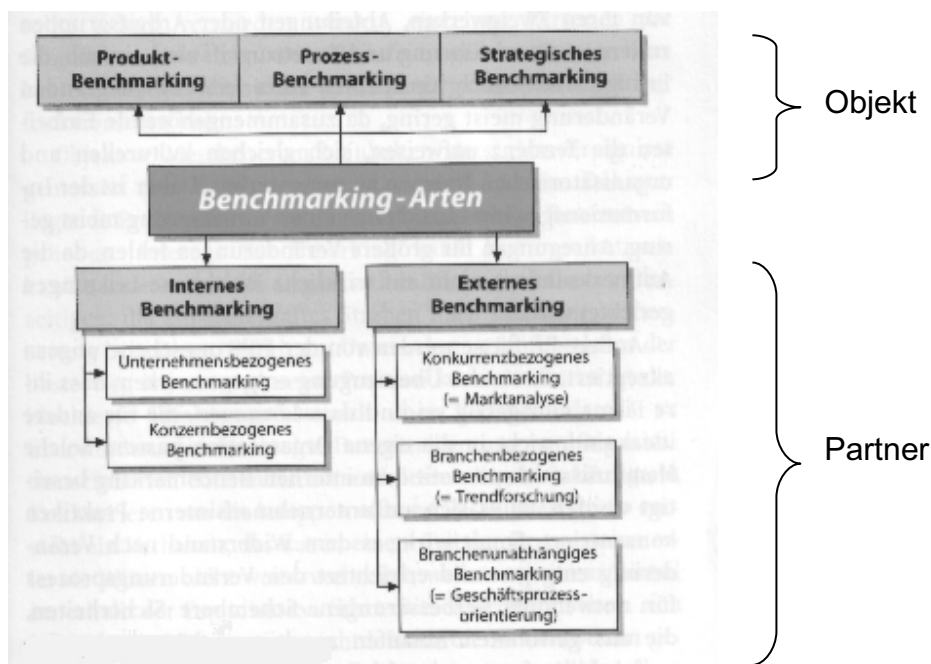 Produkt-
Benchmarking
Prozess-
Benchmarking
Strategisches
Benchmarking
Objekt
Benchmarking-Arten
Internes
Benchmarking
Externes
Benchmarking
Unternehmensbezogenes
Benchmarking
Konzernbezogenes
Benchmarking
Konkurrenzbezogenes
Benchmarking
(= Marktanalyse)
Branchenbezogenes
Benchmarking
(= Trendforschung)
Branchenunabhängiges
Benchmarking
(= Geschäftsprozess-
orientierung)
Partner